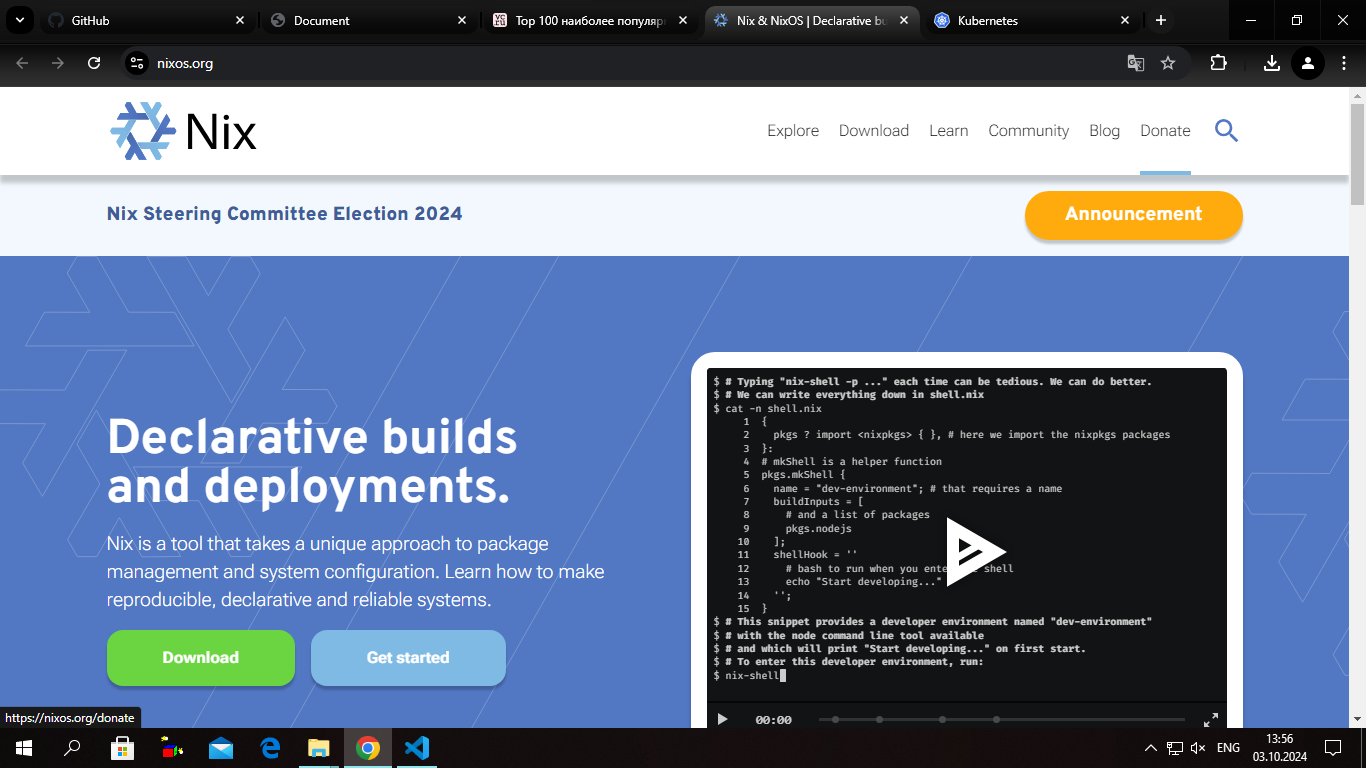 GitHub
Document
Top 100 наиболее популяр
Nix & NixOS | Declarative bu
Kubernetes
nixos.org
Nix
Explore
Download
Learn
Community
Blog
Donate
Nix Steering Committee Election 2024
Announcement
Declarative builds
and deployments.
Nix is a tool that takes a unique approach to package
management and system configuration. Learn how to make
reproducible, declarative and reliable systems.
Download
Get started
$ # Typing "nix-shell -p ..." each time can be tedious. We can do better.
$ # We can write everything down in shell.nix
$ cat -n shell.nix
1 {
2 pkgs ? import <nixpkgs> { }, # here we import the nixpkgs packages
3 }:
4 # mkShell is a helper function
5 pkgs.mkShell {
6 name = "dev-environment"; # that requires a name
7 buildInputs = [
8 # and a list of packages
9 pkgs.nodejs
10 ];
11 shellHook = ''
12 # bash to run when you ente shell
13 echo "Start developing..."
14 '';
15 }
$ # This snippet provides a developer environment named "dev-environment"
$ # with the node command line tool available
$ # and which will print "Start developing..." on first start.
$ # To enter this developer environment, run:
$ nix-shell
00:00
https://nixos.org/donate
ENG
13:56
03.10.2024